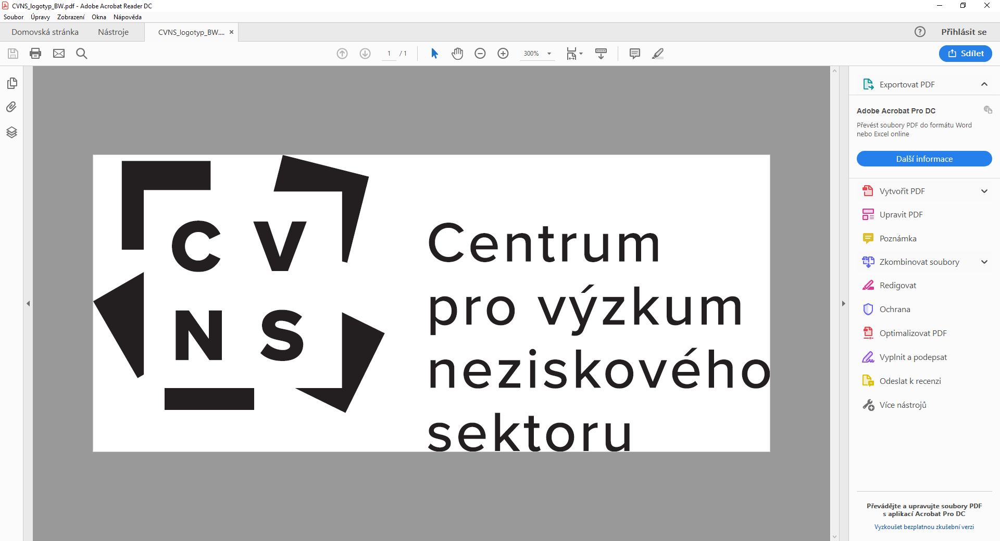 CVNS_logotyp_BW.pdf - Adobe Acrobat Reader DC
Soubor Úpravy Zobrazení Okna Nápověda
Domovská stránka Nástroje CVNS_logotyp_BW.... × ? Přihlásit se
1 / 1 300% Sdílet
C V
N S
Centrum
pro výzkum
neziskového
sektoru
Exportovat PDF
Adobe Acrobat Pro DC
Převést soubory PDF do formátu Word
nebo Excel online
Další informace
Vytvořit PDF
Upravit PDF
Poznámka
Zkombinovat soubory
Redigovat
Ochrana
Optimalizovat PDF
Vyplnit a podepsat
Odeslat k recenzi
Více nástrojů
Převádějte a upravujte soubory PDF
s aplikací Acrobat Pro DC
Vyzkoušet bezplatnou zkušební verzi